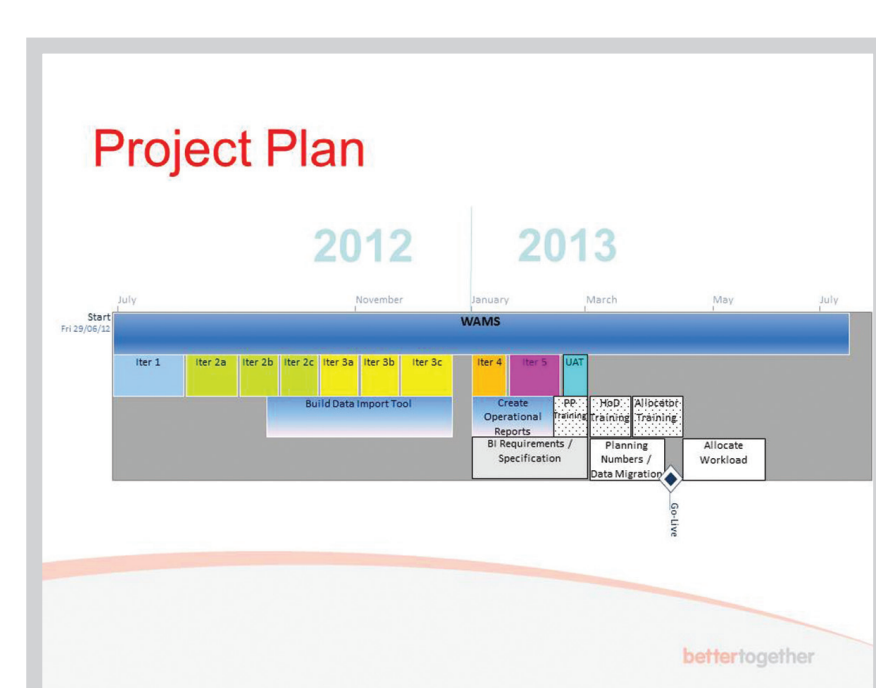 Project Plan
2012 2013
July November January March May July
Start
Fri 29/06/12
WAMS
Iter 1 Iter 2a Iter 2b Iter 2c Iter 3a Iter 3b Iter 3c Iter 4 Iter 5 UAT
Build Data Import Tool
Create
Operational
Reports
PP
Training
HoD
Training
Allocator
Training
BI Requirements /
Specification
Planning
Numbers /
Data Migration
Allocate
Workload
Go-Live
bettertogether